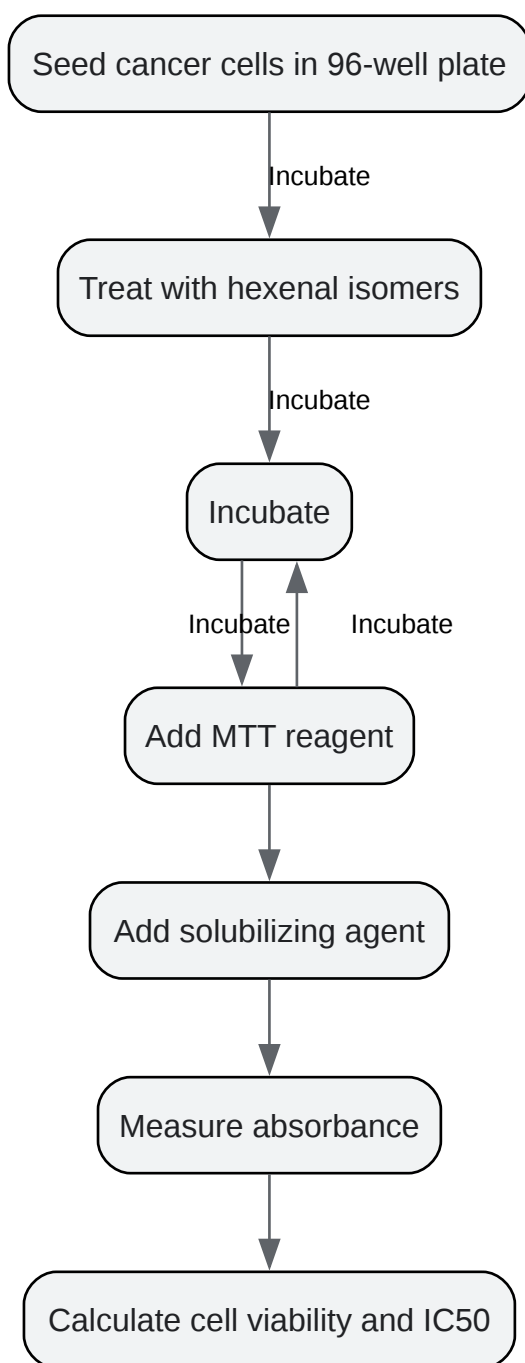 Seed cancer cells in 96-well plate
Incubate
Treat with hexenal isomers
Incubate
Incubate
Incubate
Incubate
Add MTT reagent
Add solubilizing agent
Measure absorbance
Calculate cell viability and IC50